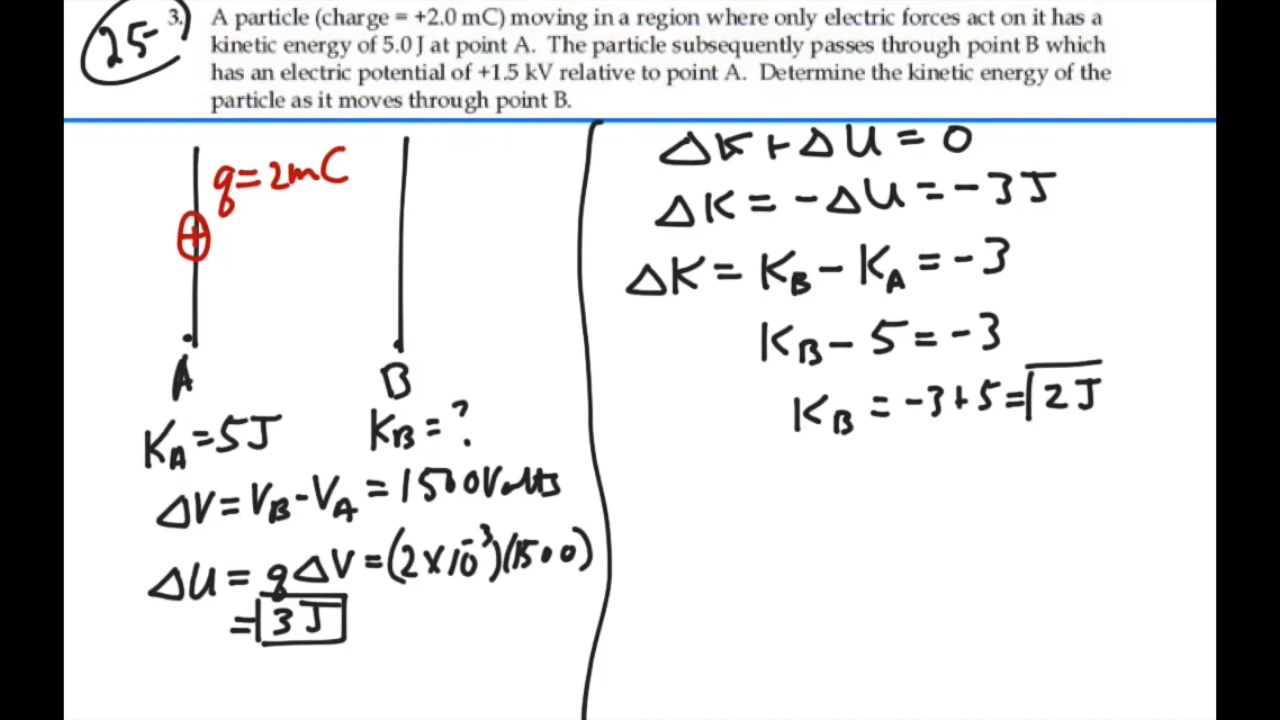 25-
3. A particle (charge = +2.0 mC) moving in a region where only electric forces act on it has a
kinetic energy of 5.0 J at point A. The particle subsequently passes through point B which
has an electric potential of +1.5 kV relative to point A. Determine the kinetic energy of the
particle as it moves through point B.
q=2mC
+
A
B
K_A=5J
K_B=?
ΔV=V_B-V_A=1500Volts
ΔU=qΔV=(2×10^-3)(1500)
=3J
ΔK+ΔU=0
ΔK=-ΔU=-3J
ΔK=K_B-K_A=-3
K_B-5=-3
K_B=-3+5=2J